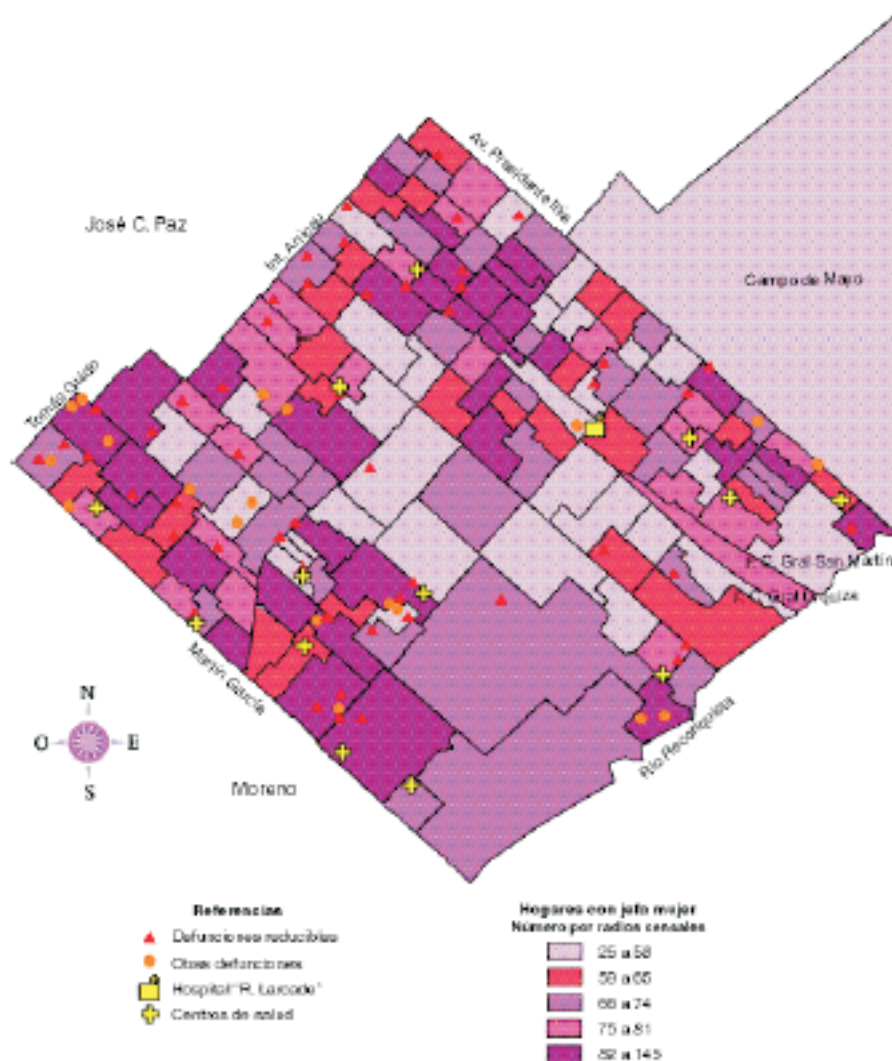 Av. Presidente Illia
José C. Paz
Int. Arricau
Campo de Mayo
Tomás Guido
F. C. Gral San Martín
F. C. Gral Urquiza
Martín García
Río Reconquista
N
O
E
S
Moreno
Referencias
Defunciones reducibles
Otras defunciones
Hospital "R. Larcade"
Centros de salud
Hogares con jefa mujer
Número por radios censales
25 a 58
59 a 65
66 a 74
75 a 81
82 a 145